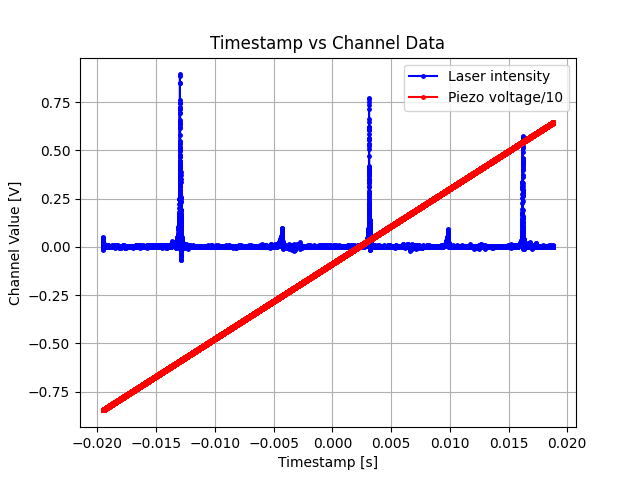 Timestamp vs Channel Data
Laser intensity
Piezo voltage/10
Channel Value [V]
0.75
0.50
0.25
0.00
−0.25
−0.50
−0.75
−0.020 −0.015 −0.010 −0.005 0.000 0.005 0.010 0.015 0.020
Timestamp [s]